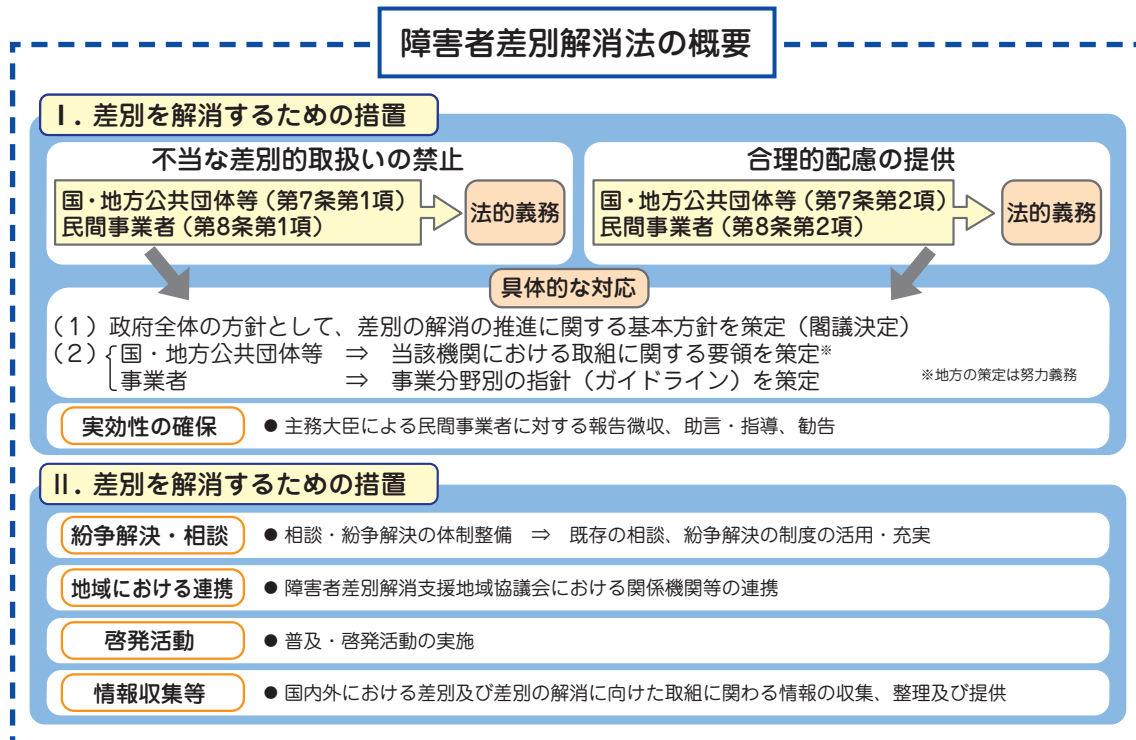 障害者差別解消法の概要
Ⅰ. 差別を解消するための措置
不当な差別的取扱いの禁止
国・地方公共団体等（第7条第1項）
民間事業者（第8条第1項）
法的義務
合理的配慮の提供
国・地方公共団体等（第7条第2項）
民間事業者（第8条第2項）
法的義務
具体的な対応
（１）政府全体の方針として、差別の解消の推進に関する基本方針を策定（閣議決定）
（２）国・地方公共団体等　⇒　当該機関における取組に関する要領を策定※
事業者　⇒　事業分野別の指針（ガイドライン）を策定
※地方の策定は努力義務
実効性の確保　● 主務大臣による民間事業者に対する報告徴収、助言・指導、勧告
Ⅱ. 差別を解消するための措置
紛争解決・相談　● 相談・紛争解決の体制整備　⇒　既存の相談、紛争解決の制度の活用・充実
地域における連携　● 障害者差別解消支援地域協議会における関係機関等の連携
啓発活動　● 普及・啓発活動の実施
情報収集等　● 国内外における差別及び差別の解消に向けた取組に関わる情報の収集、整理及び提供